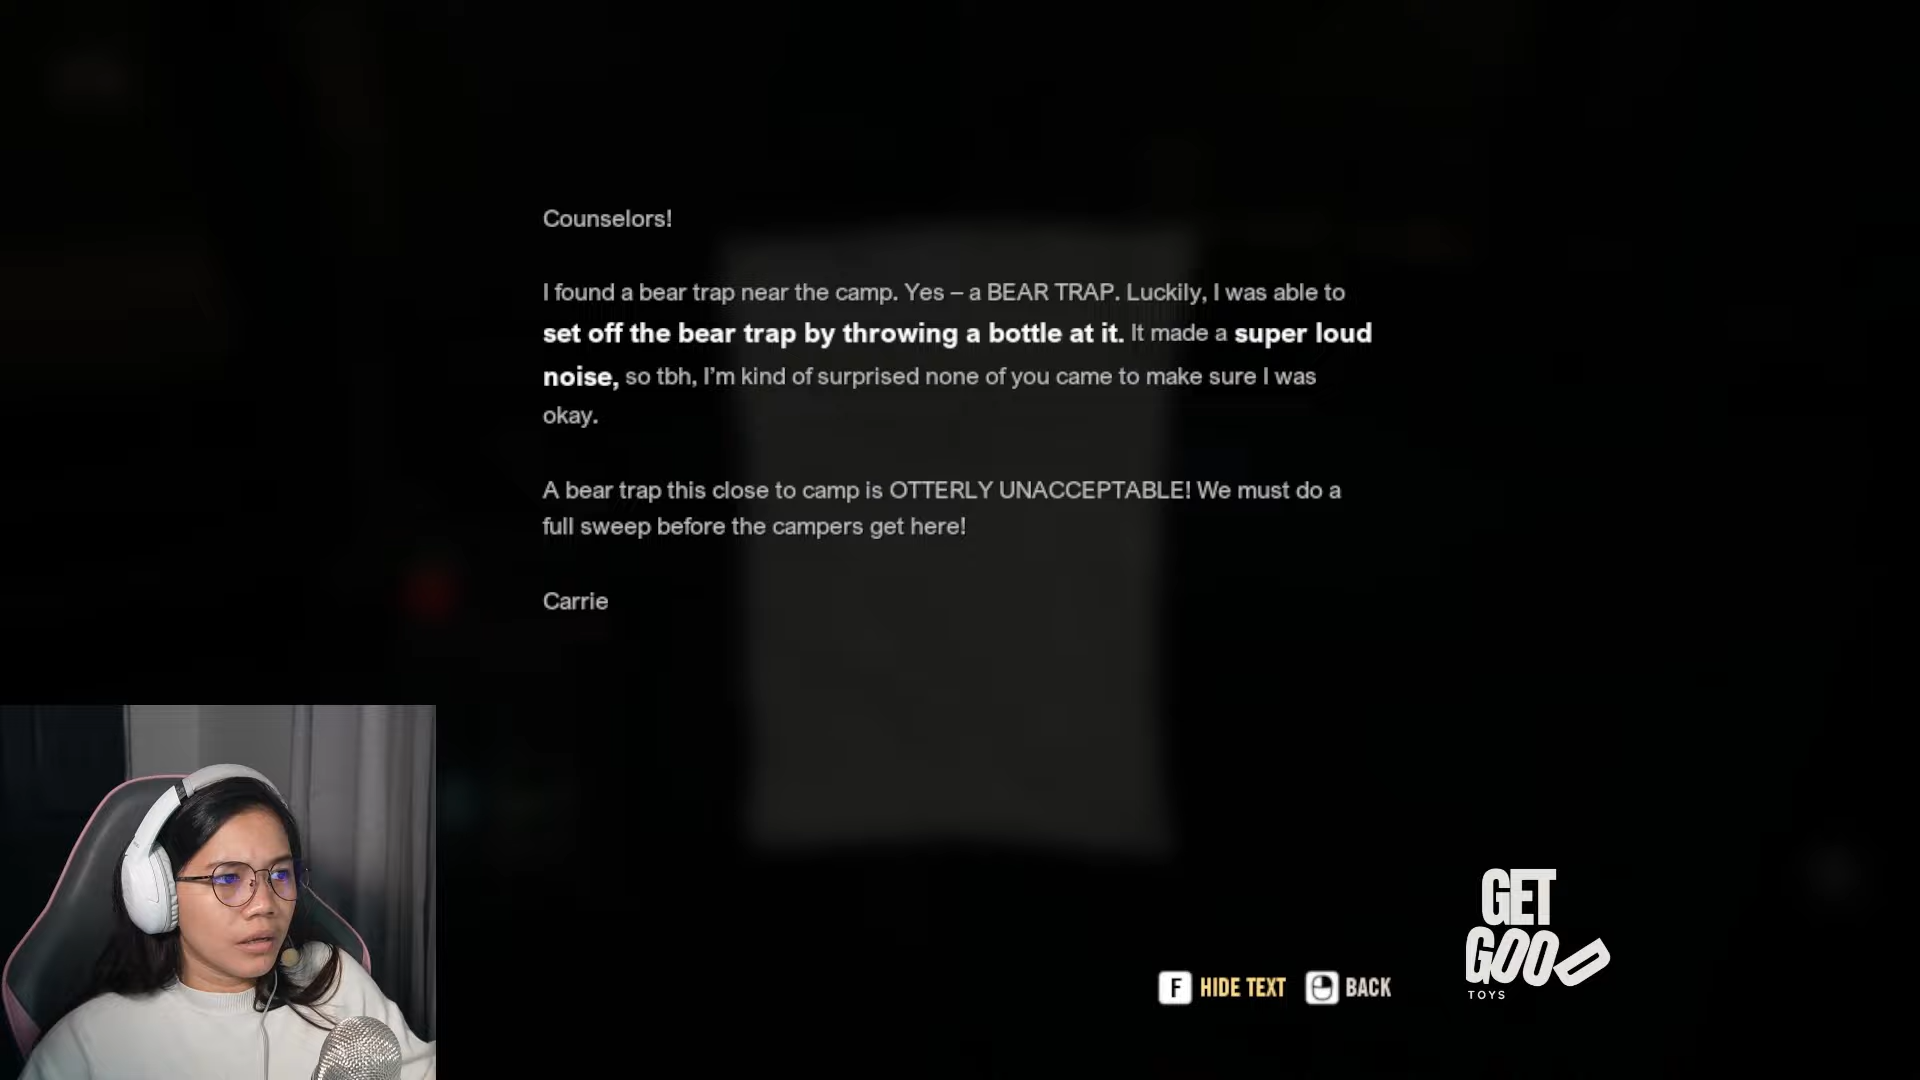 Counselors!
I found a bear trap near the camp. Yes – a BEAR TRAP. Luckily, I was able to
set off the bear trap by throwing a bottle at it. It made a super loud
noise, so tbh, I'm kind of surprised none of you came to make sure I was
okay.
A bear trap this close to camp is OTTERLY UNACCEPTABLE! We must do a
full sweep before the campers get here!
Carrie
GET
GOOD
TOYS
F HIDE TEXT BACK